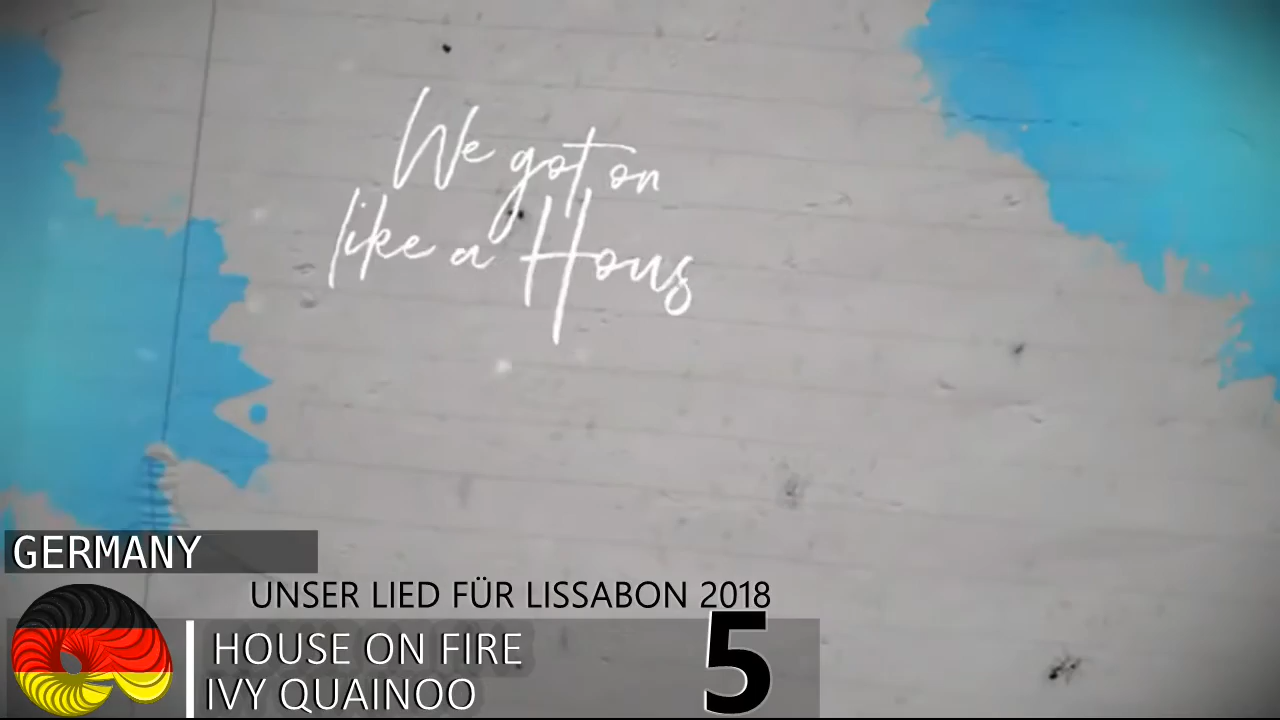 We got on
like a Hous
GERMANY
UNSER LIED FÜR LISSABON 2018
HOUSE ON FIRE
5
IVY QUAINOO